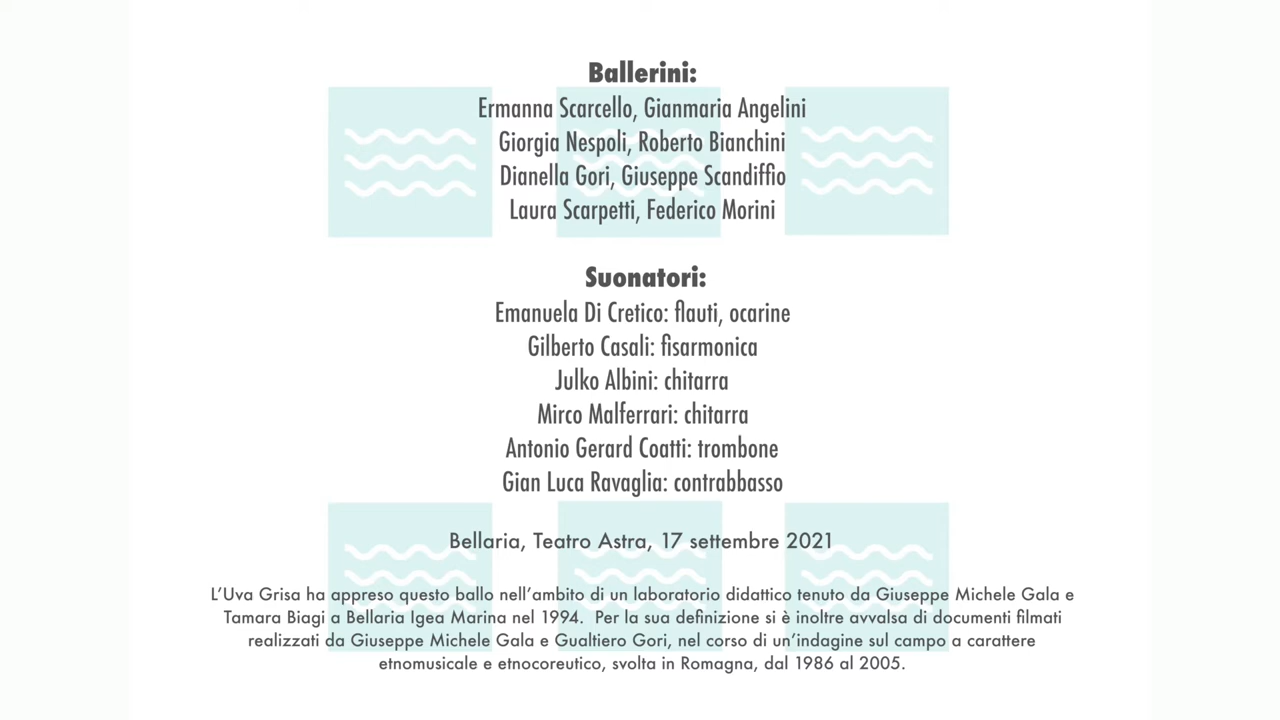 Ballerini:
Ermanna Scarcello, Gianmaria Angelini
Giorgia Nespoli, Roberto Bianchini
Dianella Gori, Giuseppe Scandiffio
Laura Scarpetti, Federico Morini
Suonatori:
Emanuela Di Cretico: flauti, ocarine
Gilberto Casali: fisarmonica
Julko Albini: chitarra
Mirco Malferrari: chitarra
Antonio Gerard Coatti: trombone
Gian Luca Ravaglia: contrabbasso
Bellaria, Teatro Astra, 17 settembre 2021
L’Uva Grisa ha appreso questo ballo nell’ambito di un laboratorio didattico tenuto da Giuseppe Michele Gala e
Tamara Biagi a Bellaria Igea Marina nel 1994.  Per la sua definizione si è inoltre avvalsa di documenti filmati
realizzati da Giuseppe Michele Gala e Gualtiero Gori, nel corso di un’indagine sul campo a carattere
etnomusicale e etnocoreutico, svolta in Romagna, dal 1986 al 2005.